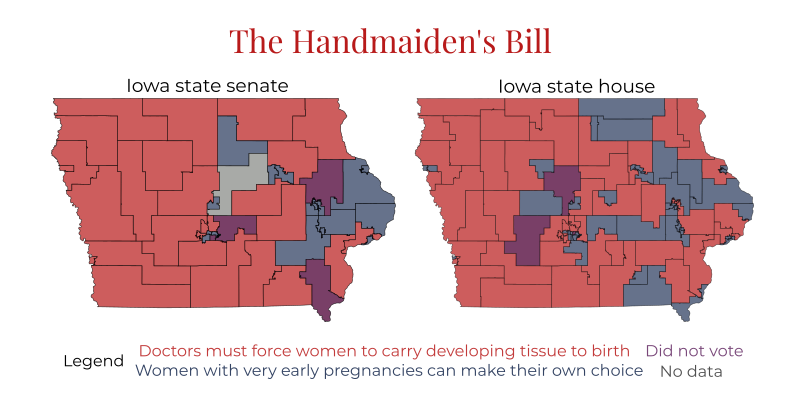 The Handmaiden's Bill
Iowa state senate
Iowa state house
Legend
Doctors must force women to carry developing tissue to birth
Did not vote
Women with very early pregnancies can make their own choice
No data